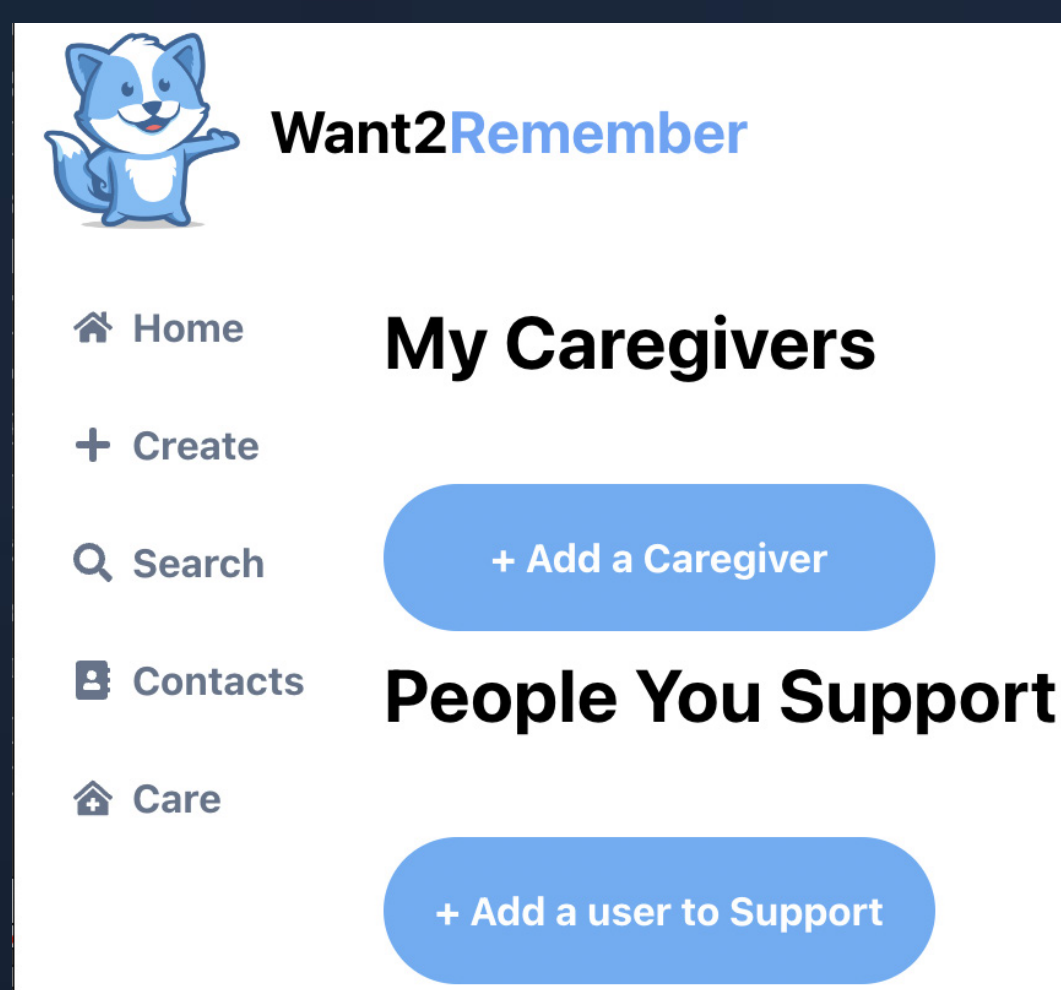 Want2Remember
Home
Create
Search
Contacts
Care
My Caregivers
+ Add a Caregiver
People You Support
+ Add a user to Support